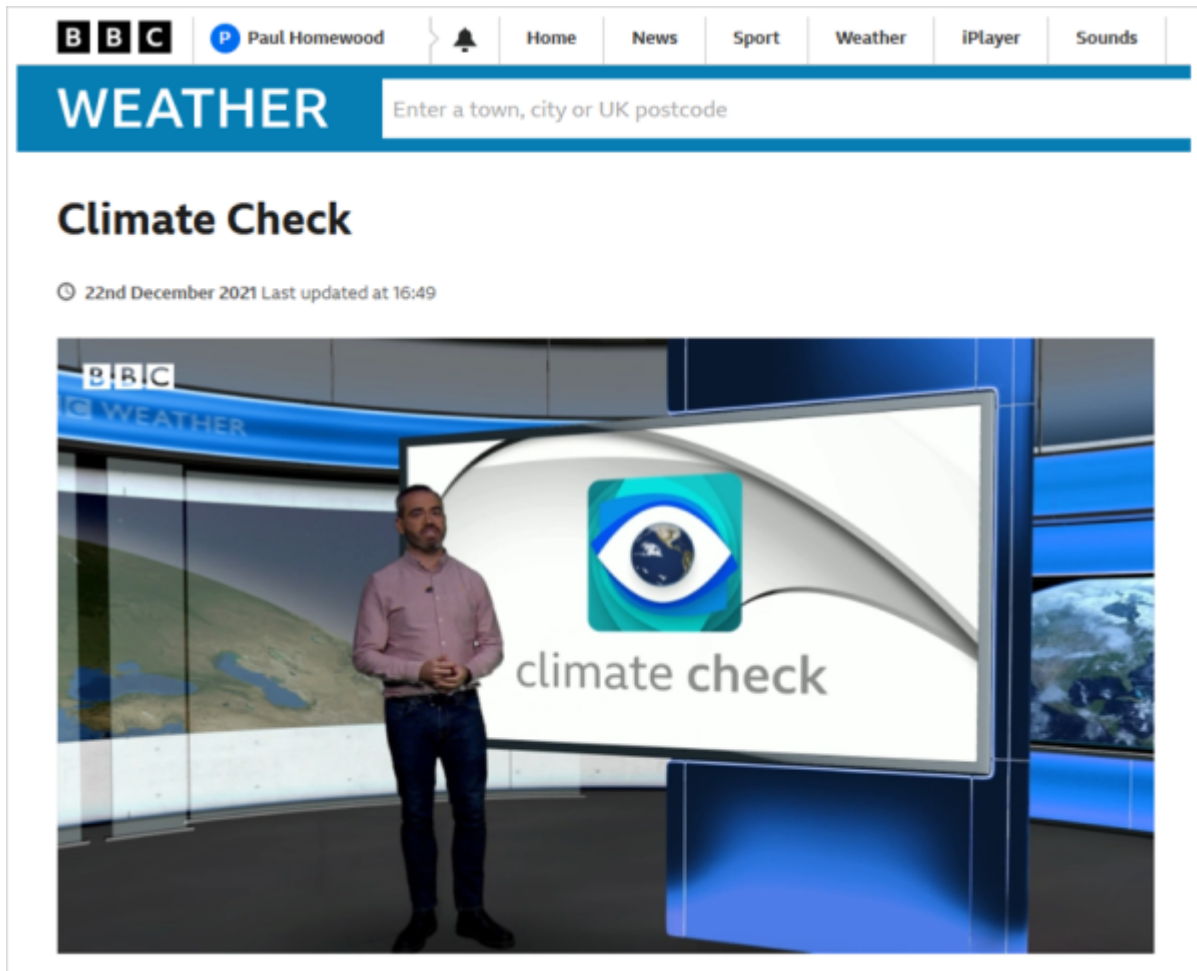 BBC P Paul Homewood Home News Sport Weather iPlayer Sounds
WEATHER Enter a town, city or UK postcode
Climate Check
22nd December 2021 Last updated at 16:49
BBC
C WEATHER
climate check